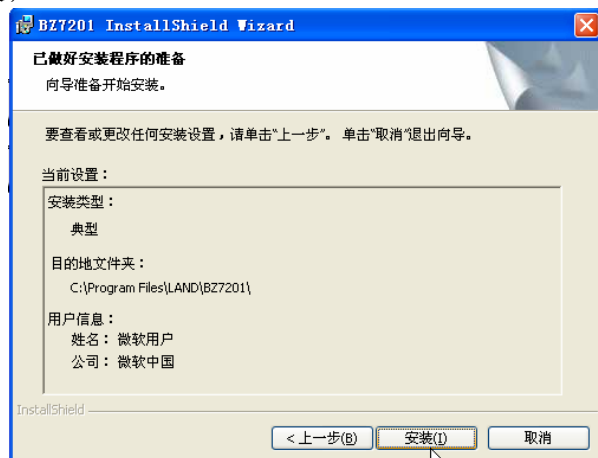 BZ7201 InstallShield Wizard
已做好安装程序的准备
向导准备开始安装。
要查看或更改任何安装设置，请单击“上一步”。 单击“取消”退出向导。
当前设置：
安装类型：
典型
目的地文件夹：
C:\Program Files\LAND\BZ7201\
用户信息：
姓名： 微软用户
公司： 微软中国
InstallShield
< 上一步(B) 安装(I) 取消